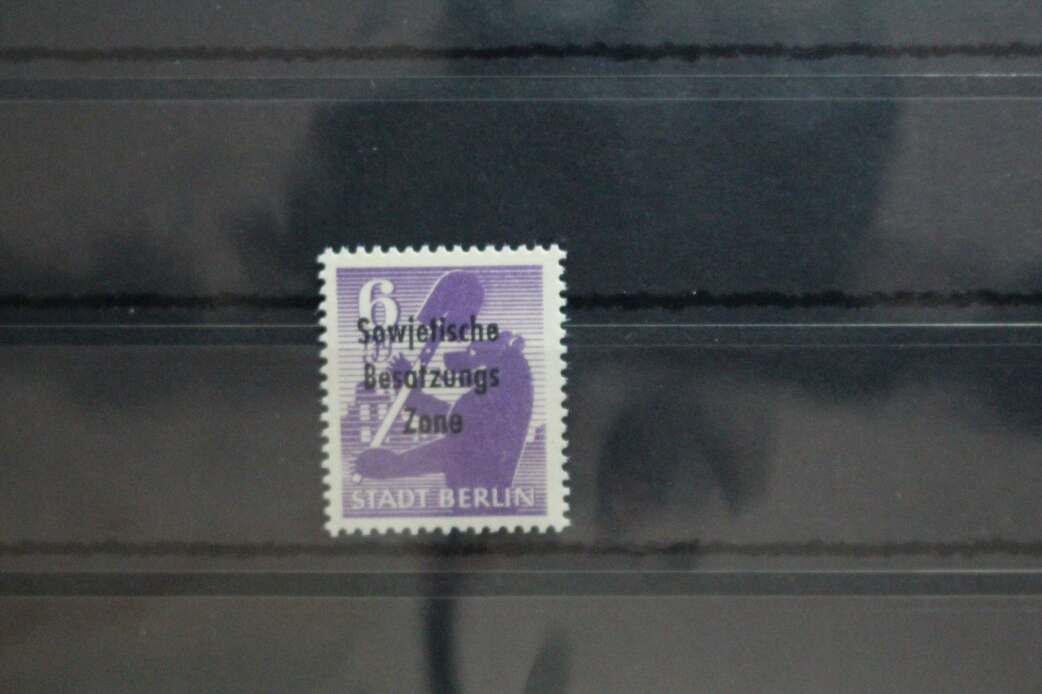 6
Sowjetische
Besatzungs
Zone
STADT BERLIN